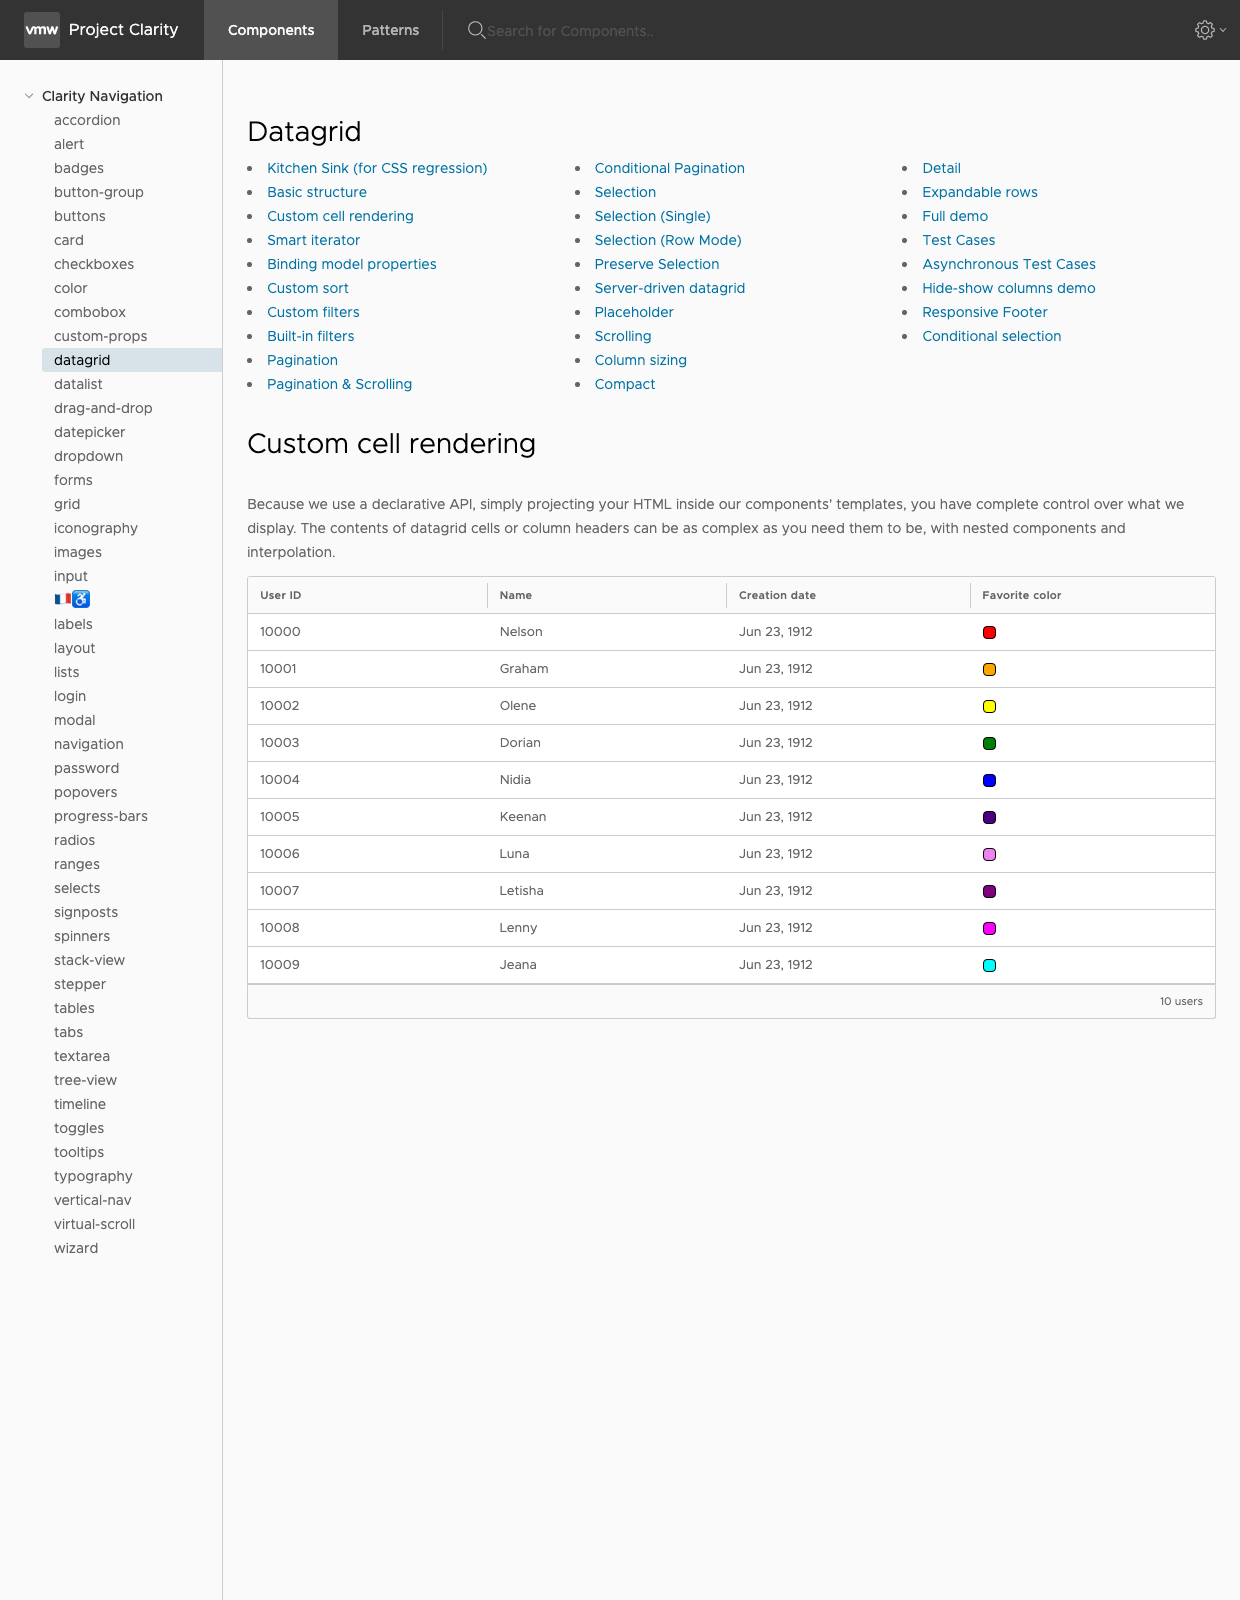 vmw Project Clarity Components Patterns Search for Components..
Clarity Navigation
accordion
alert
badges
button-group
buttons
card
checkboxes
color
combobox
custom-props
datagrid
datalist
drag-and-drop
datepicker
dropdown
forms
grid
iconography
images
input
🇫🇷♿
labels
layout
lists
login
modal
navigation
password
popovers
progress-bars
radios
ranges
selects
signposts
spinners
stack-view
stepper
tables
tabs
textarea
tree-view
timeline
toggles
tooltips
typography
vertical-nav
virtual-scroll
wizard
Datagrid
Kitchen Sink (for CSS regression)
Basic structure
Custom cell rendering
Smart iterator
Binding model properties
Custom sort
Custom filters
Built-in filters
Pagination
Pagination & Scrolling
Conditional Pagination
Selection
Selection (Single)
Selection (Row Mode)
Preserve Selection
Server-driven datagrid
Placeholder
Scrolling
Column sizing
Compact
Detail
Expandable rows
Full demo
Test Cases
Asynchronous Test Cases
Hide-show columns demo
Responsive Footer
Conditional selection
Custom cell rendering
Because we use a declarative API, simply projecting your HTML inside our components' templates, you have complete control over what we
display. The contents of datagrid cells or column headers can be as complex as you need them to be, with nested components and
interpolation.
User ID Name Creation date Favorite color
10000 Nelson Jun 23, 1912
10001 Graham Jun 23, 1912
10002 Olene Jun 23, 1912
10003 Dorian Jun 23, 1912
10004 Nidia Jun 23, 1912
10005 Keenan Jun 23, 1912
10006 Luna Jun 23, 1912
10007 Letisha Jun 23, 1912
10008 Lenny Jun 23, 1912
10009 Jeana Jun 23, 1912
10 users